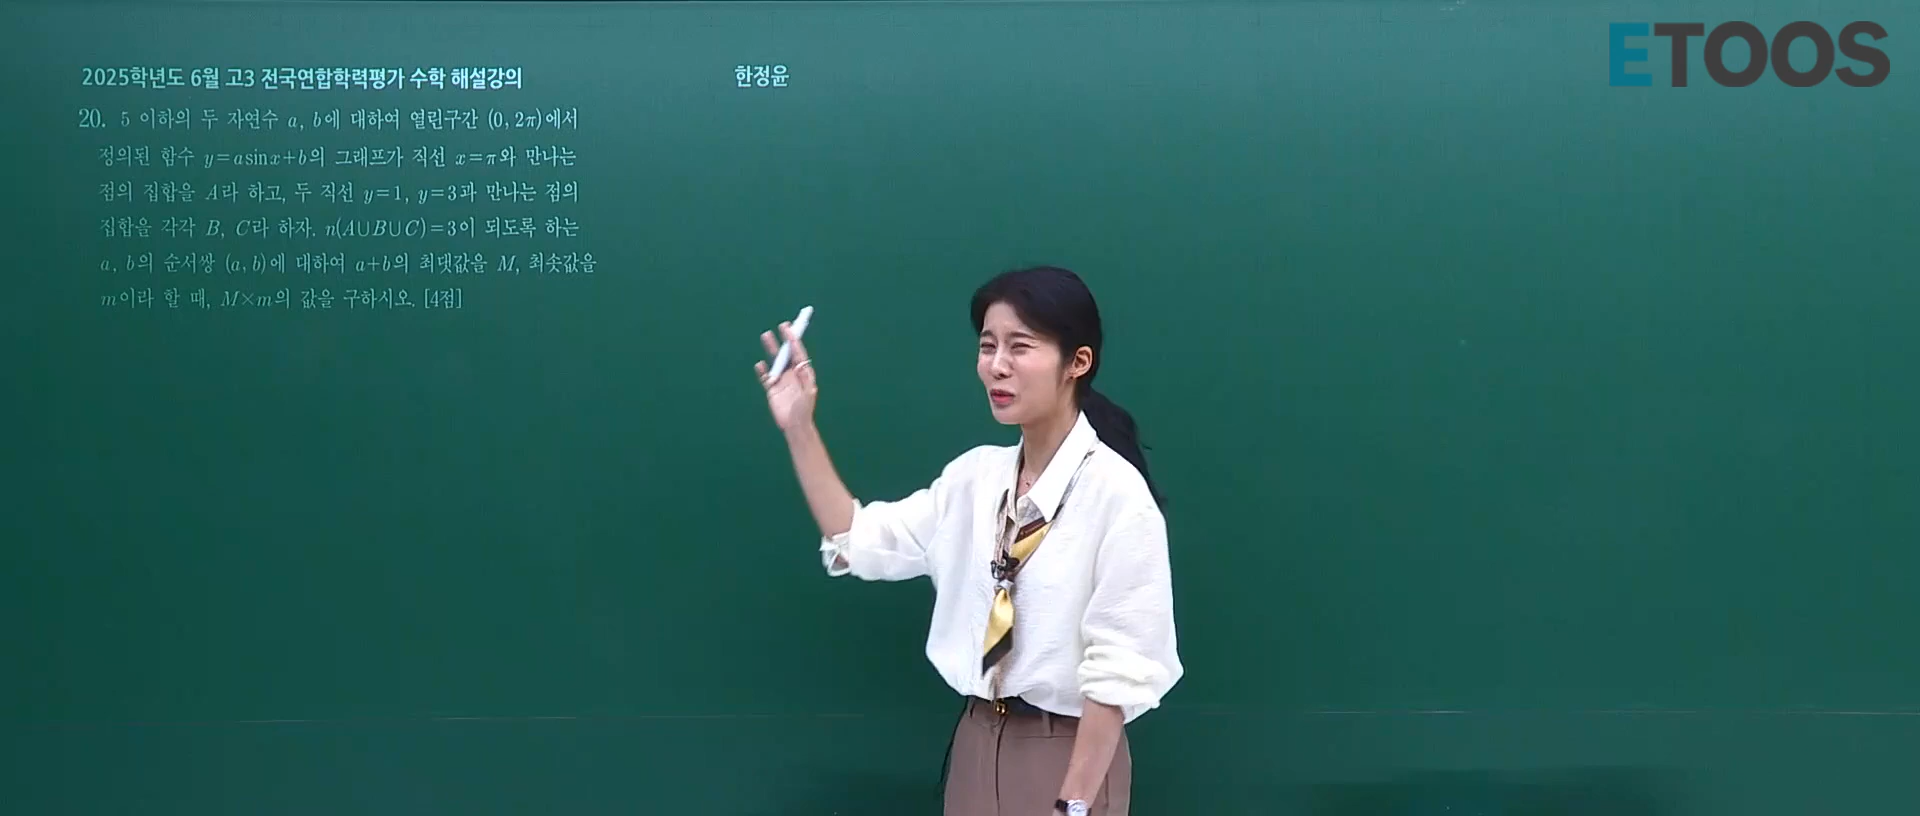 ETOOS
2025학년도 6월 고3 전국연합학력평가 수학 해설강의
한정윤
20. 5 이하의 두 자연수 a, b에 대하여 열린구간 (0, 2π)에서
정의된 함수 y=asinx+b의 그래프가 직선 x=π와 만나는
점의 집합을 A라 하고, 두 직선 y=1, y=3과 만나는 점의
집합을 각각 B, C라 하자. n(A∪B∪C)=3이 되도록 하는
a, b의 순서쌍 (a, b)에 대하여 a+b의 최댓값을 M, 최솟값을
m이라 할 때, M×m의 값을 구하시오. [4점]